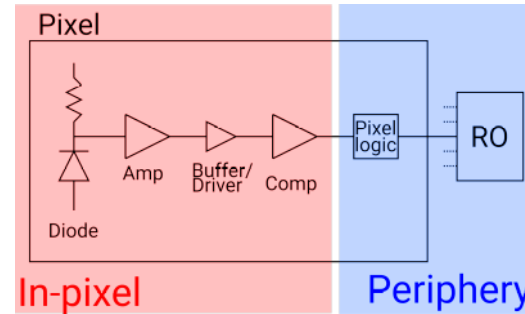 Pixel
Amp
Buffer/
Driver
Comp
Diode
Pixel
logic
RO
In-pixel
Periphery